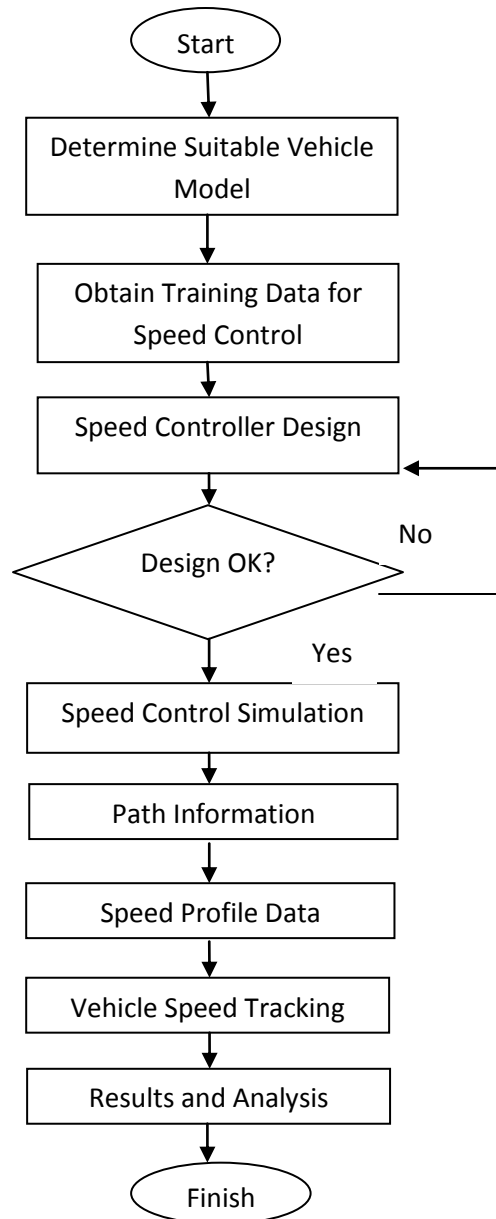 Start
Determine Suitable Vehicle
Model
Obtain Training Data for
Speed Control
Speed Controller Design
No
Design OK?
Yes
Speed Control Simulation
Path Information
Speed Profile Data
Vehicle Speed Tracking
Results and Analysis
Finish